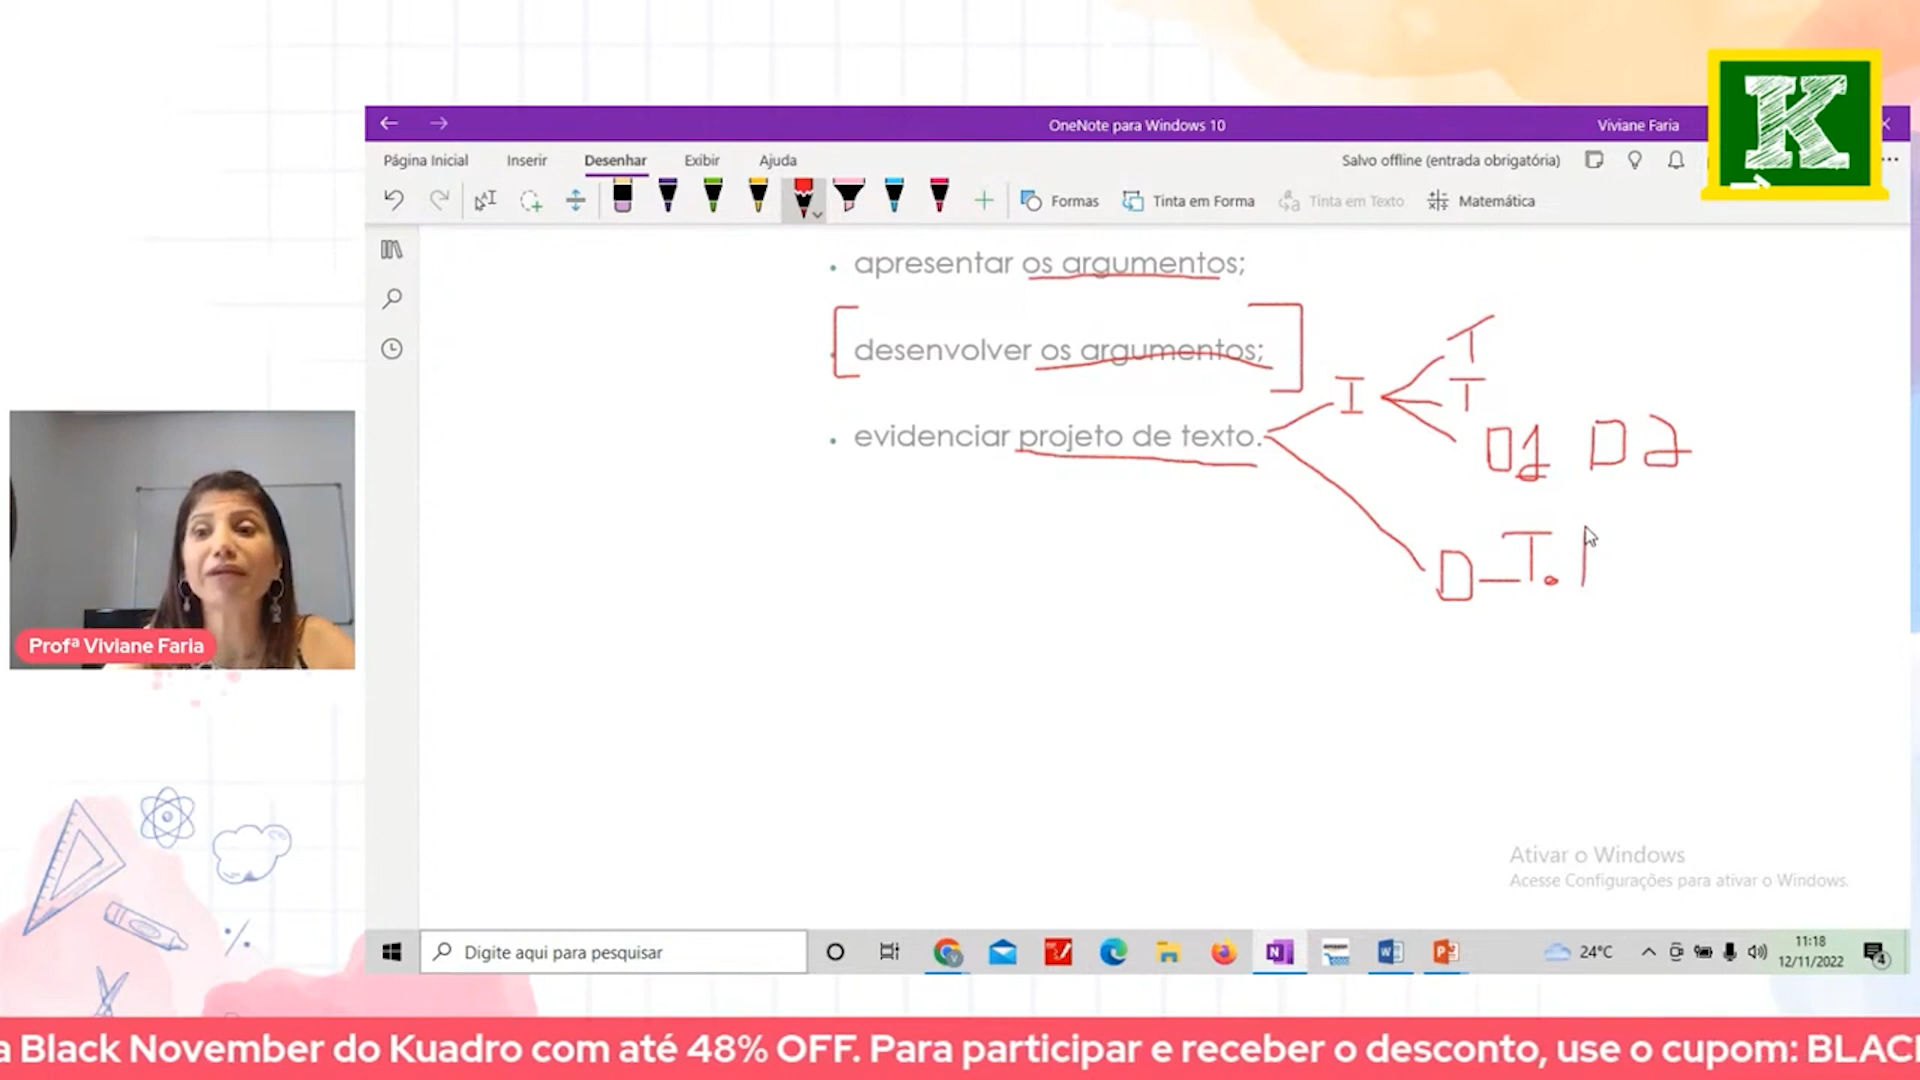 K
OneNote para Windows 10
Viviane Faria
Página Inicial Inserir Desenhar Exibir Ajuda
Salvo offline (entrada obrigatória)
Formas Tinta em Forma Tinta em Texto Matemática
• apresentar os argumentos;
• desenvolver os argumentos;
• evidenciar projeto de texto.
I T
T
D1 D2
D T.
Profª Viviane Faria
Ativar o Windows
Acesse Configurações para ativar o Windows.
Digite aqui para pesquisar
24°C
11:18
12/11/2022
4
a Black November do Kuadro com até 48% OFF. Para participar e receber o desconto, use o cupom: BLAC